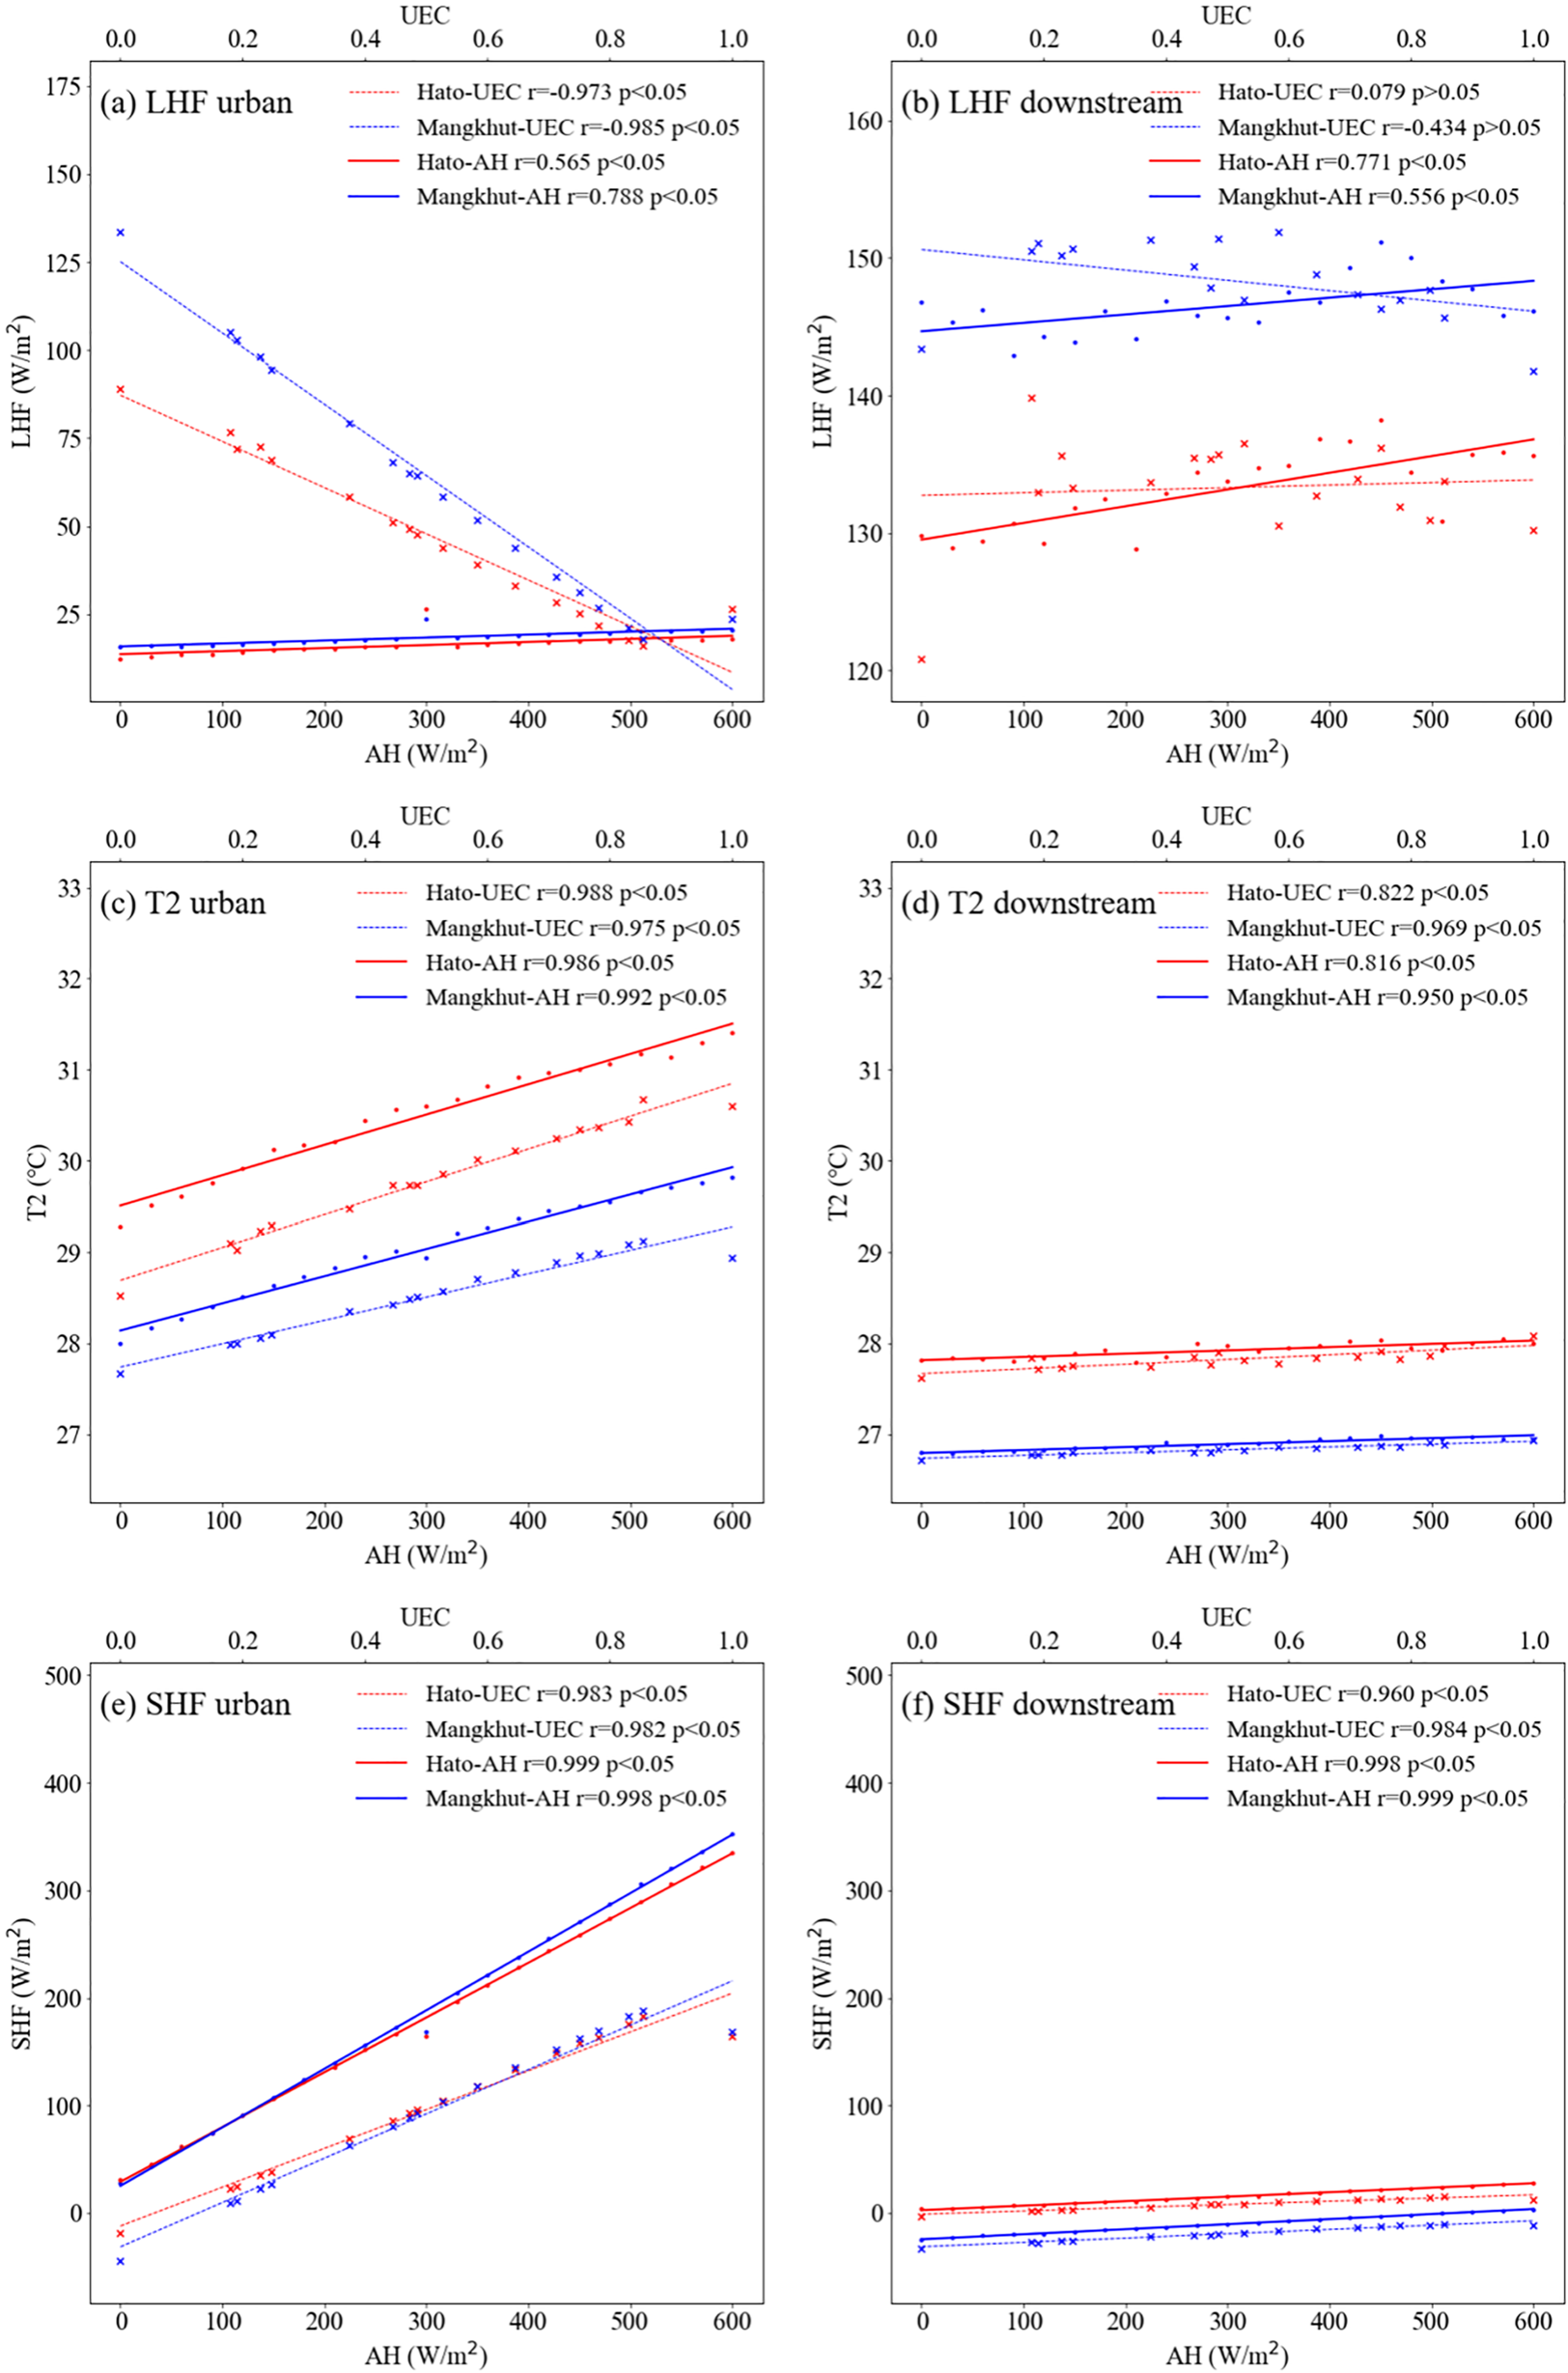 UEC
0.0 0.2 0.4 0.6 0.8 1.0
175
150
125
100
75
50
25
LHF (W/m²)
(a) LHF urban
Hato-UEC r=-0.973 p<0.05
Mangkhut-UEC r=-0.985 p<0.05
Hato-AH r=0.565 p<0.05
Mangkhut-AH r=0.788 p<0.05
0 100 200 300 400 500 600
AH (W/m²)
UEC
0.0 0.2 0.4 0.6 0.8 1.0
160
150
140
130
120
LHF (W/m²)
(b) LHF downstream
Hato-UEC r=0.079 p>0.05
Mangkhut-UEC r=-0.434 p>0.05
Hato-AH r=0.771 p<0.05
Mangkhut-AH r=0.556 p<0.05
0 100 200 300 400 500 600
AH (W/m²)
UEC
0.0 0.2 0.4 0.6 0.8 1.0
33
32
31
30
29
28
27
T2 (°C)
(c) T2 urban
Hato-UEC r=0.988 p<0.05
Mangkhut-UEC r=0.975 p<0.05
Hato-AH r=0.986 p<0.05
Mangkhut-AH r=0.992 p<0.05
0 100 200 300 400 500 600
AH (W/m²)
UEC
0.0 0.2 0.4 0.6 0.8 1.0
33
32
31
30
29
28
27
T2 (°C)
(d) T2 downstream
Hato-UEC r=0.822 p<0.05
Mangkhut-UEC r=0.969 p<0.05
Hato-AH r=0.816 p<0.05
Mangkhut-AH r=0.950 p<0.05
0 100 200 300 400 500 600
AH (W/m²)
UEC
0.0 0.2 0.4 0.6 0.8 1.0
500
400
300
200
100
0
SHF (W/m²)
(e) SHF urban
Hato-UEC r=0.983 p<0.05
Mangkhut-UEC r=0.982 p<0.05
Hato-AH r=0.999 p<0.05
Mangkhut-AH r=0.998 p<0.05
0 100 200 300 400 500 600
AH (W/m²)
UEC
0.0 0.2 0.4 0.6 0.8 1.0
500
400
300
200
100
0
SHF (W/m²)
(f) SHF downstream
Hato-UEC r=0.960 p<0.05
Mangkhut-UEC r=0.984 p<0.05
Hato-AH r=0.998 p<0.05
Mangkhut-AH r=0.999 p<0.05
0 100 200 300 400 500 600
AH (W/m²)